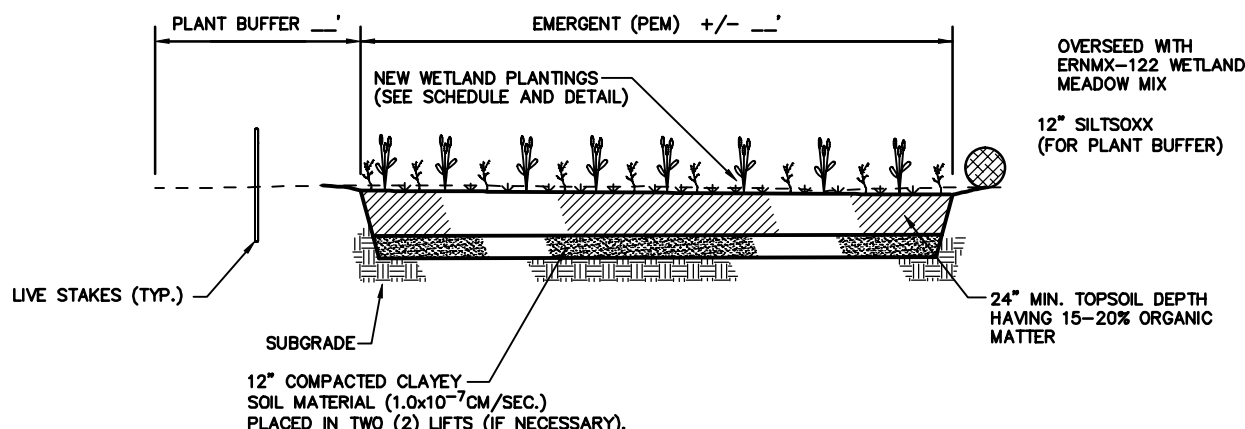 PLANT BUFFER __'
EMERGENT (PEM) +/- __'
OVERSEED WITH
ERNMX-122 WETLAND
MEADOW MIX
NEW WETLAND PLANTINGS
(SEE SCHEDULE AND DETAIL)
12" SILTSOXX
(FOR PLANT BUFFER)
LIVE STAKES (TYP.)
24" MIN. TOPSOIL DEPTH
HAVING 15-20% ORGANIC
MATTER
SUBGRADE
12" COMPACTED CLAYEY
SOIL MATERIAL (1.0x10⁻⁷CM/SEC.)
PLACED IN TWO (2) LIFTS (IF NECESSARY).